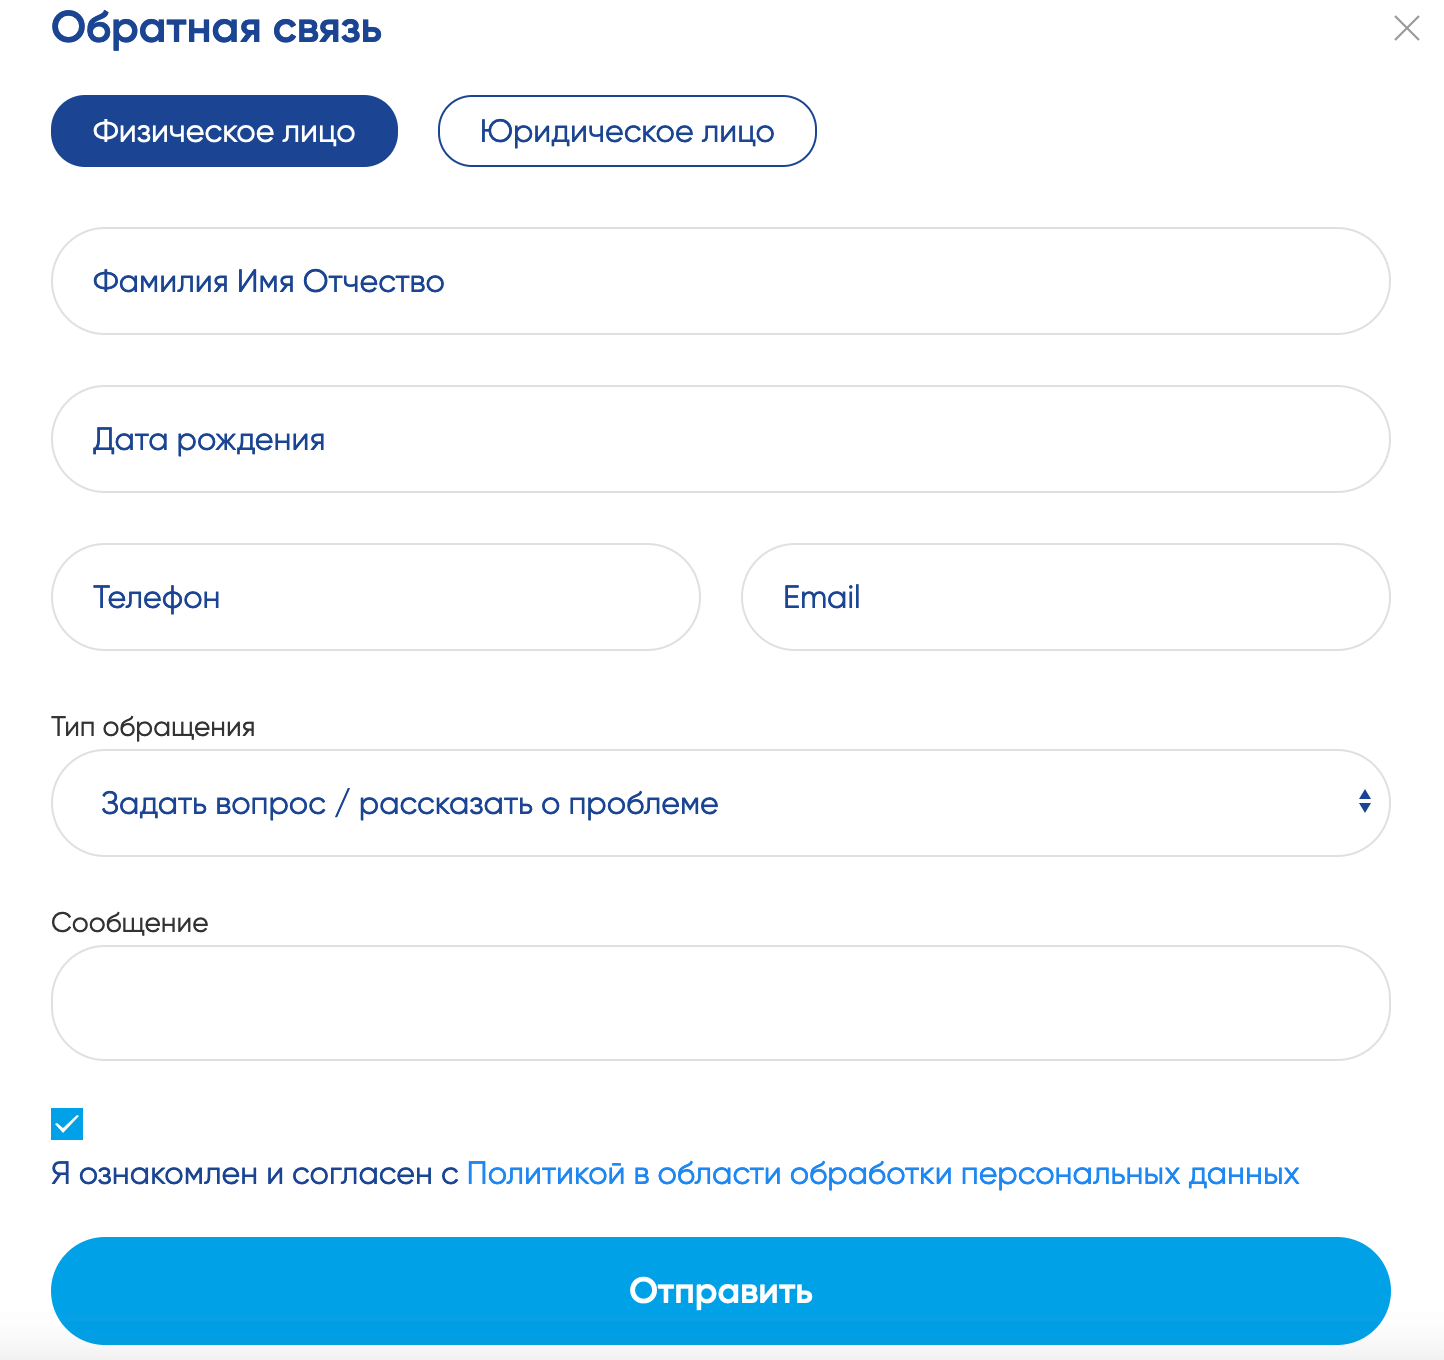 Обратная связь
Физическое лицо
Юридическое лицо
Фамилия Имя Отчество
Дата рождения
Телефон
Email
Тип обращения
Задать вопрос / рассказать о проблеме
Сообщение
Я ознакомлен и согласен с Политикой в области обработки персональных данных
Отправить